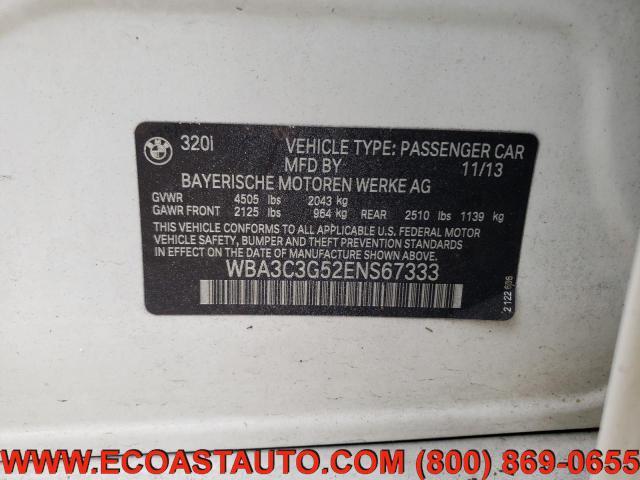 320i VEHICLE TYPE: PASSENGER CAR
MFD BY 11/13
BAYERISCHE MOTOREN WERKE AG
GVWR 4505 lbs 2043 kg
GAWR FRONT 2125 lbs 964 kg REAR 2510 lbs 1139 kg
THIS VEHICLE CONFORMS TO ALL APPLICABLE U.S. FEDERAL MOTOR
VEHICLE SAFETY, BUMPER AND THEFT PREVENTION STANDARDS
IN EFFECT ON THE DATE OF MANUFACTURE SHOWN ABOVE.
WBA3C3G52ENS67333
2 122 606
WWW.ECOASTAUTO.COM (800) 869-0655